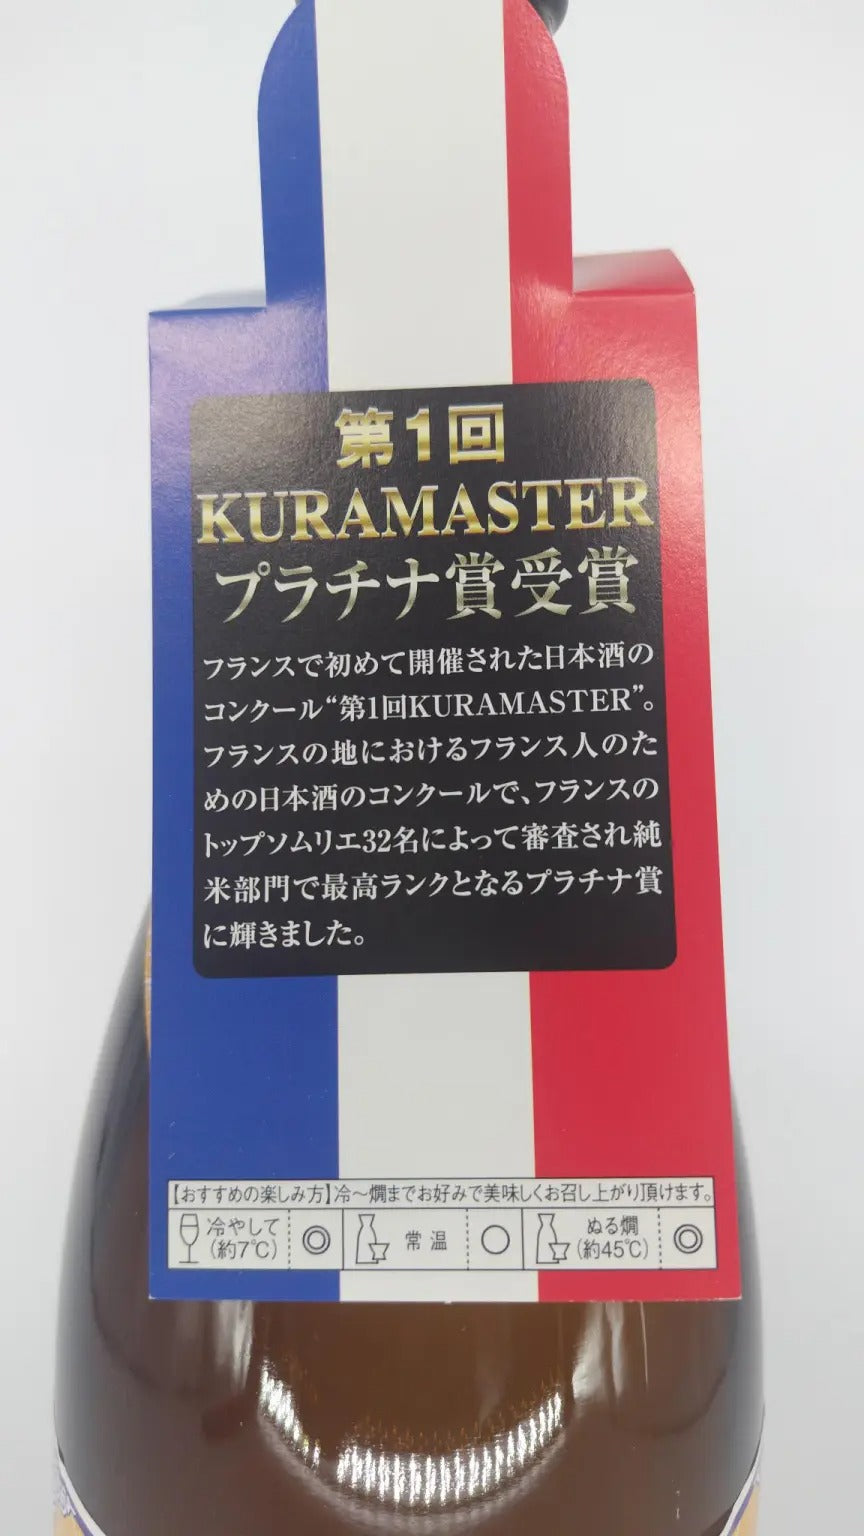 第1回
KURAMASTER
プラチナ賞受賞
フランスで初めて開催された日本酒の
コンクール“第1回KURAMASTER”。
フランスの地におけるフランス人のた
めの日本酒のコンクールで、フランスの
トップソムリエ32名によって審査され純
米部門で最高ランクとなるプラチナ賞
に輝きました。
【おすすめの楽しみ方】冷〜燗までお好みで美味しくお召し上がり頂けます。
冷やして
(約7℃) ◎
常温 ○
ぬる燗
(約45℃) ◎